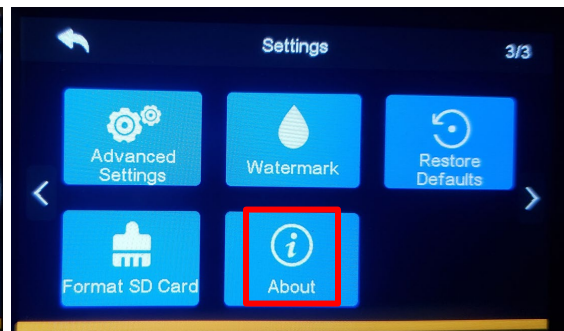 Settings
3/3
Advanced
Settings
Watermark
Restore
Defaults
Format SD Card
About